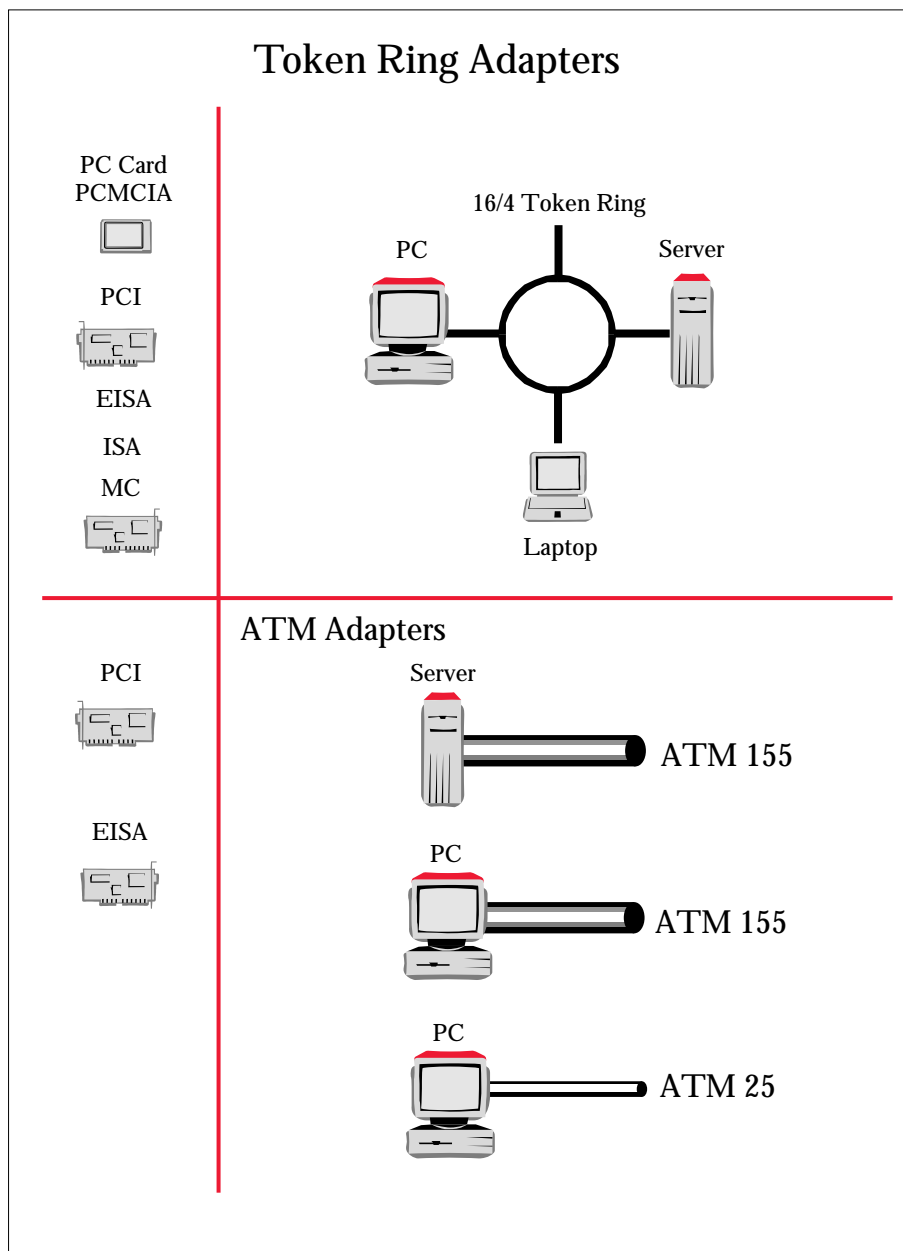 Token Ring Adapters
PC Card
PCMCIA
PCI
EISA
ISA
MC
16/4 Token Ring
PC
Server
Laptop
ATM Adapters
PCI
EISA
Server
ATM 155
PC
ATM 155
PC
ATM 25